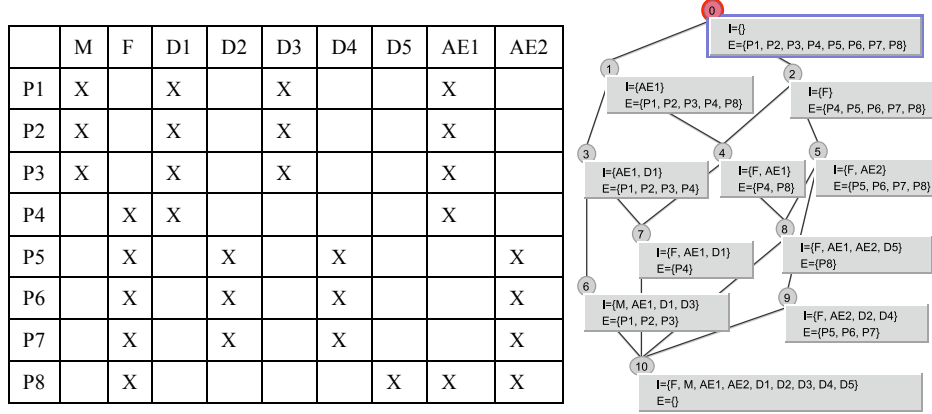 M F D1 D2 D3 D4 D5 AE1 AE2
P1 X X X X
P2 X X X X
P3 X X X X
P4 X X X
P5 X X X X
P6 X X X X
P7 X X X X
P8 X X X X
0
I={}
E={P1, P2, P3, P4, P5, P6, P7, P8}
1
I={AE1}
E={P1, P2, P3, P4, P8}
2
I={F}
E={P4, P5, P6, P7, P8}
3
I={AE1, D1}
E={P1, P2, P3, P4}
4
I={F, AE1}
E={P4, P8}
5
I={F, AE2}
E={P5, P6, P7, P8}
7
I={F, AE1, D1}
E={P4}
8
I={F, AE1, AE2, D5}
E={P8}
6
I={M, AE1, D1, D3}
E={P1, P2, P3}
9
I={F, AE2, D2, D4}
E={P5, P6, P7}
10
I={F, M, AE1, AE2, D1, D2, D3, D4, D5}
E={}